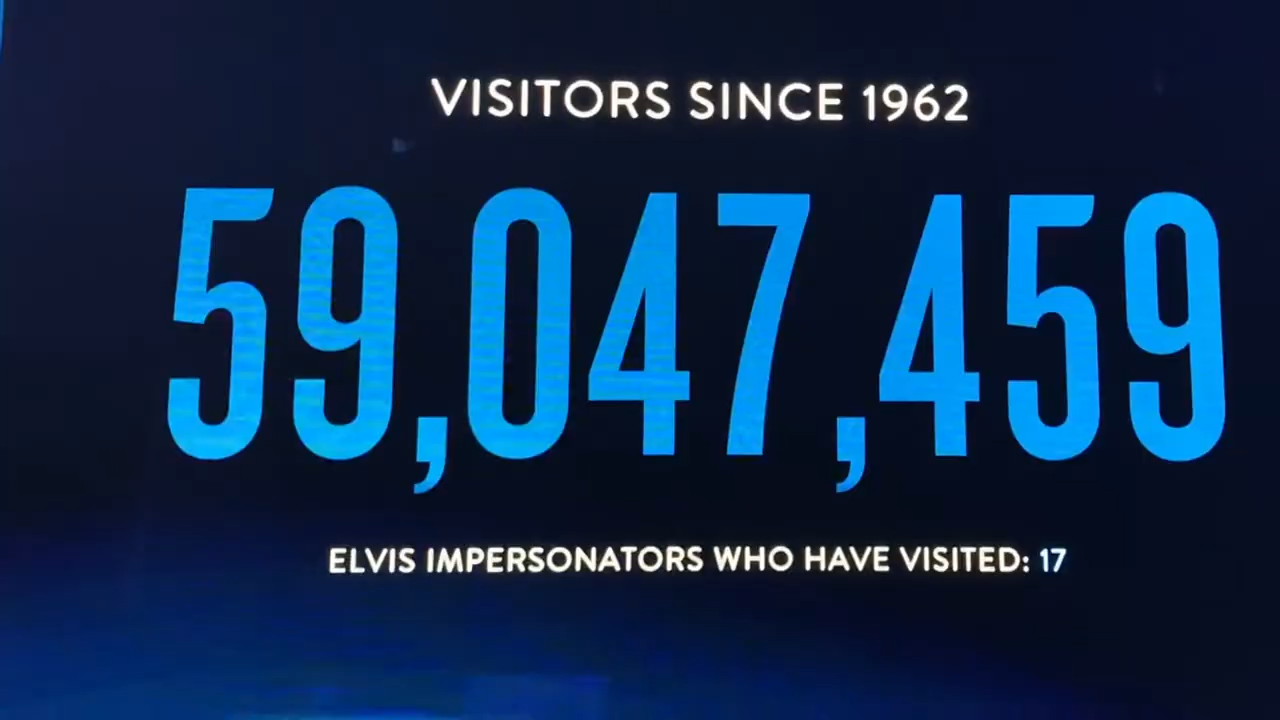 VISITORS SINCE 1962
59,047,459
ELVIS IMPERSONATORS WHO HAVE VISITED: 17